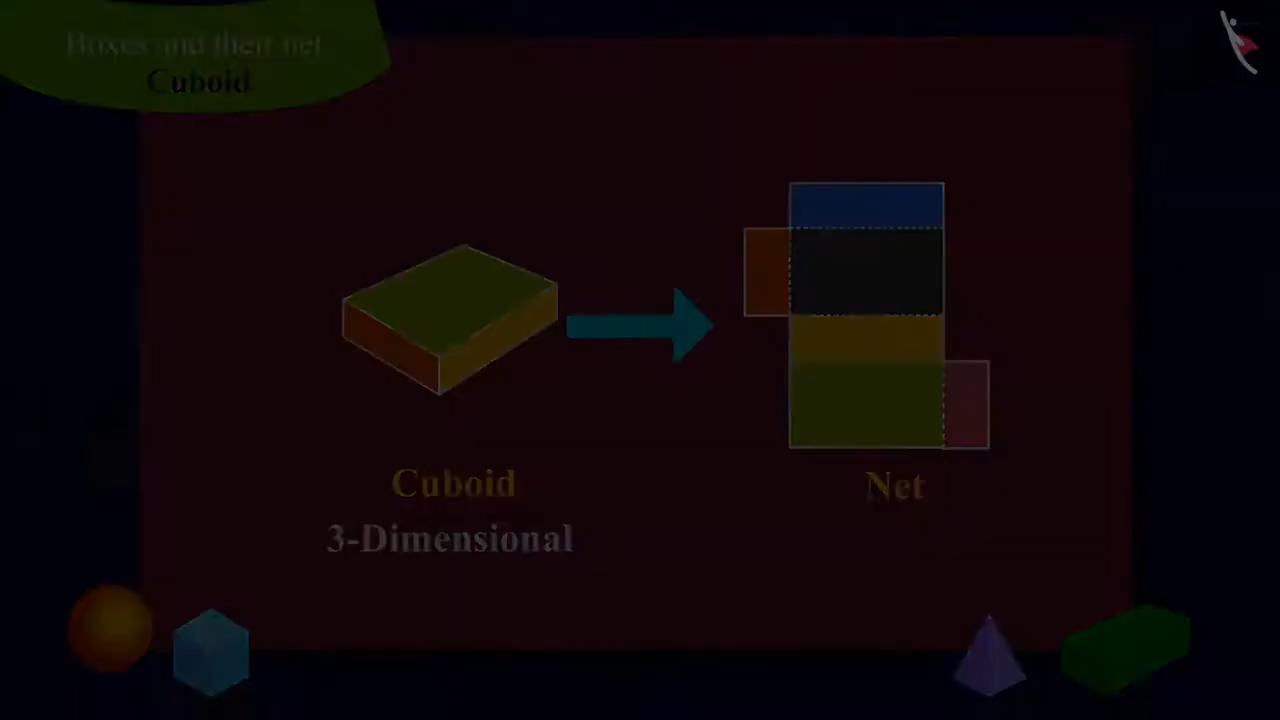 Boxes and their net
Cuboid
Cuboid
Net
3-Dimensional